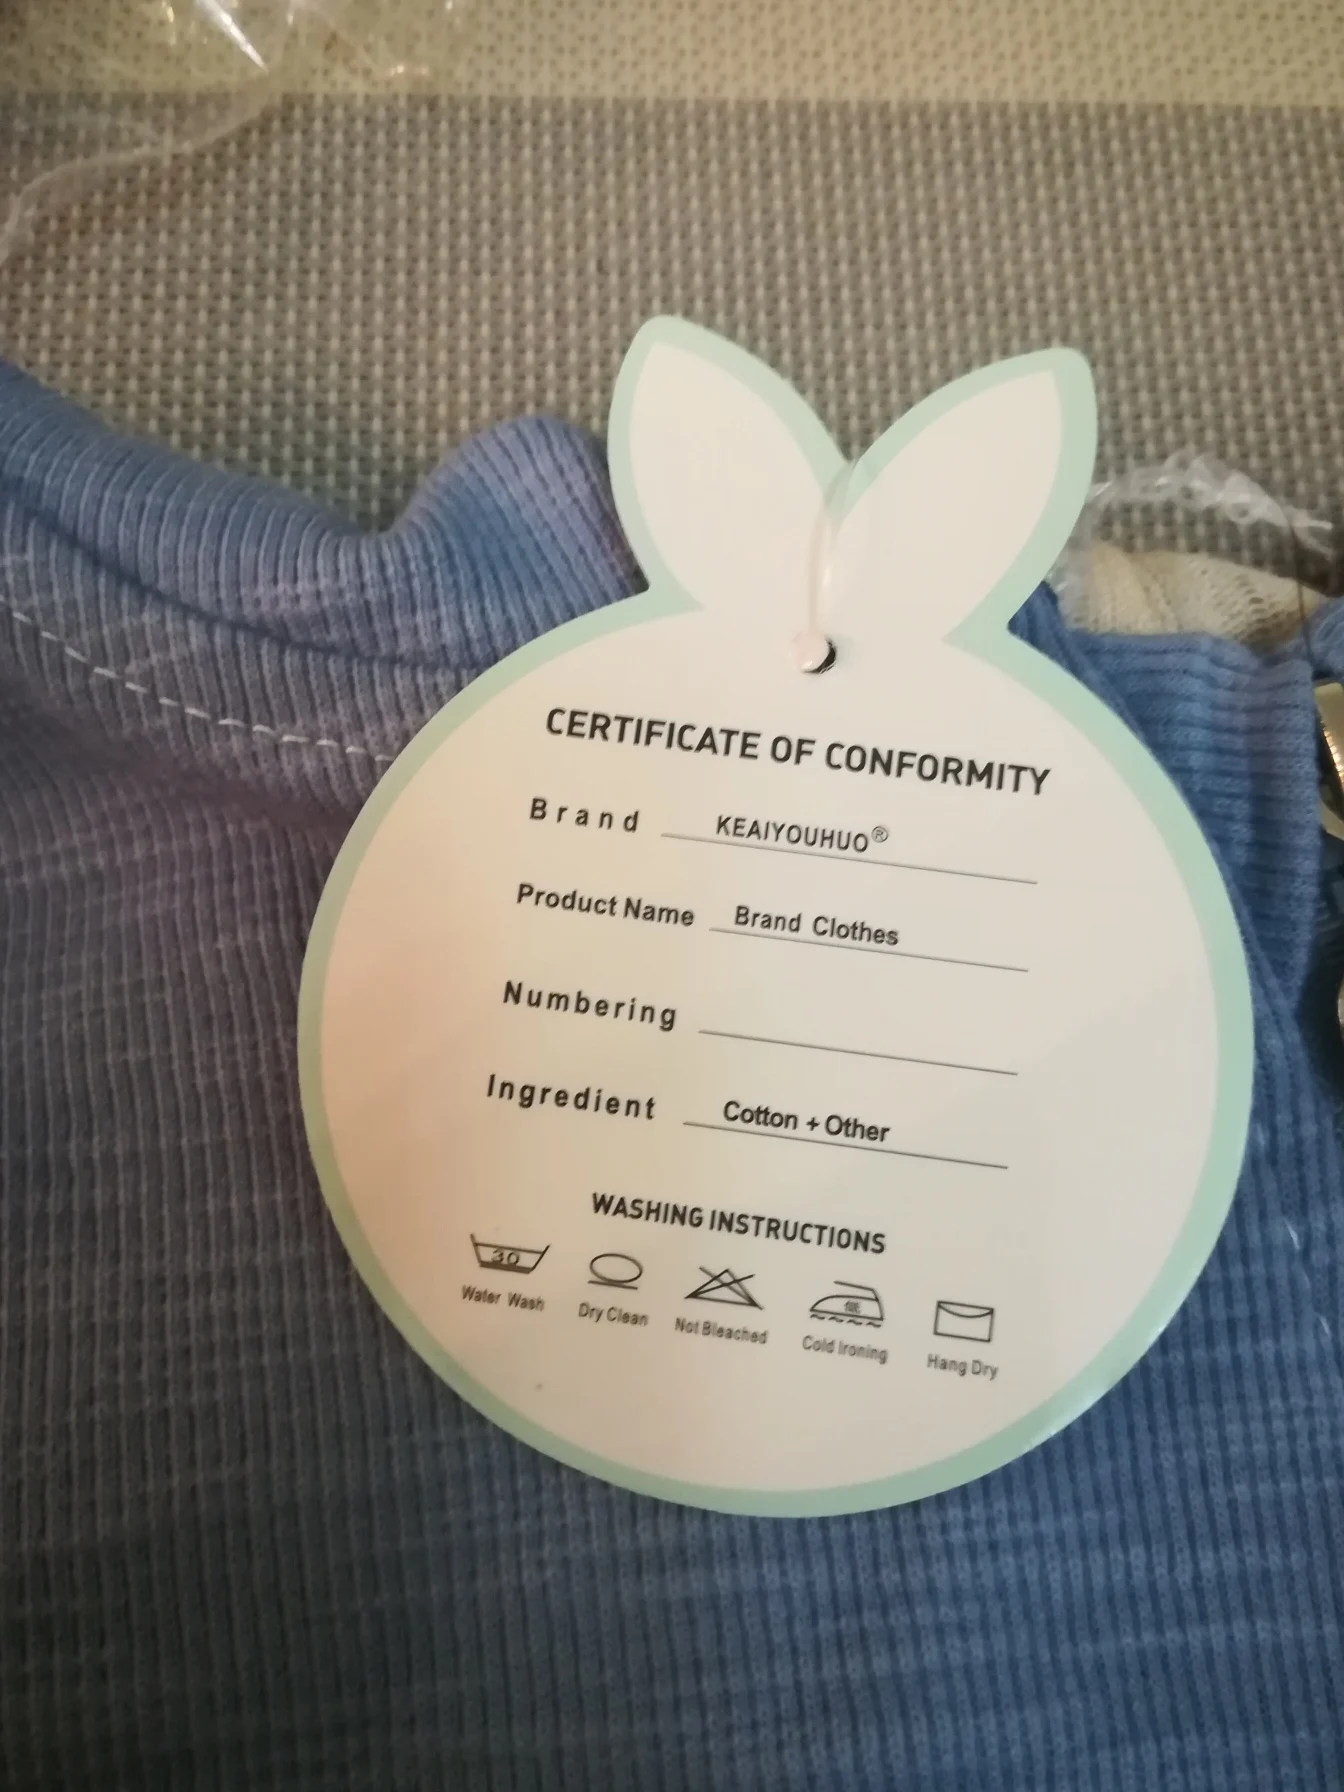 CERTIFICATE OF CONFORMITY
Brand KEAIYOUHUO®
Product Name Brand Clothes
Numbering
Ingredient Cotton + Other
WASHING INSTRUCTIONS
30
Water Wash Dry Clean Not Bleached Cold Ironing Hang Dry